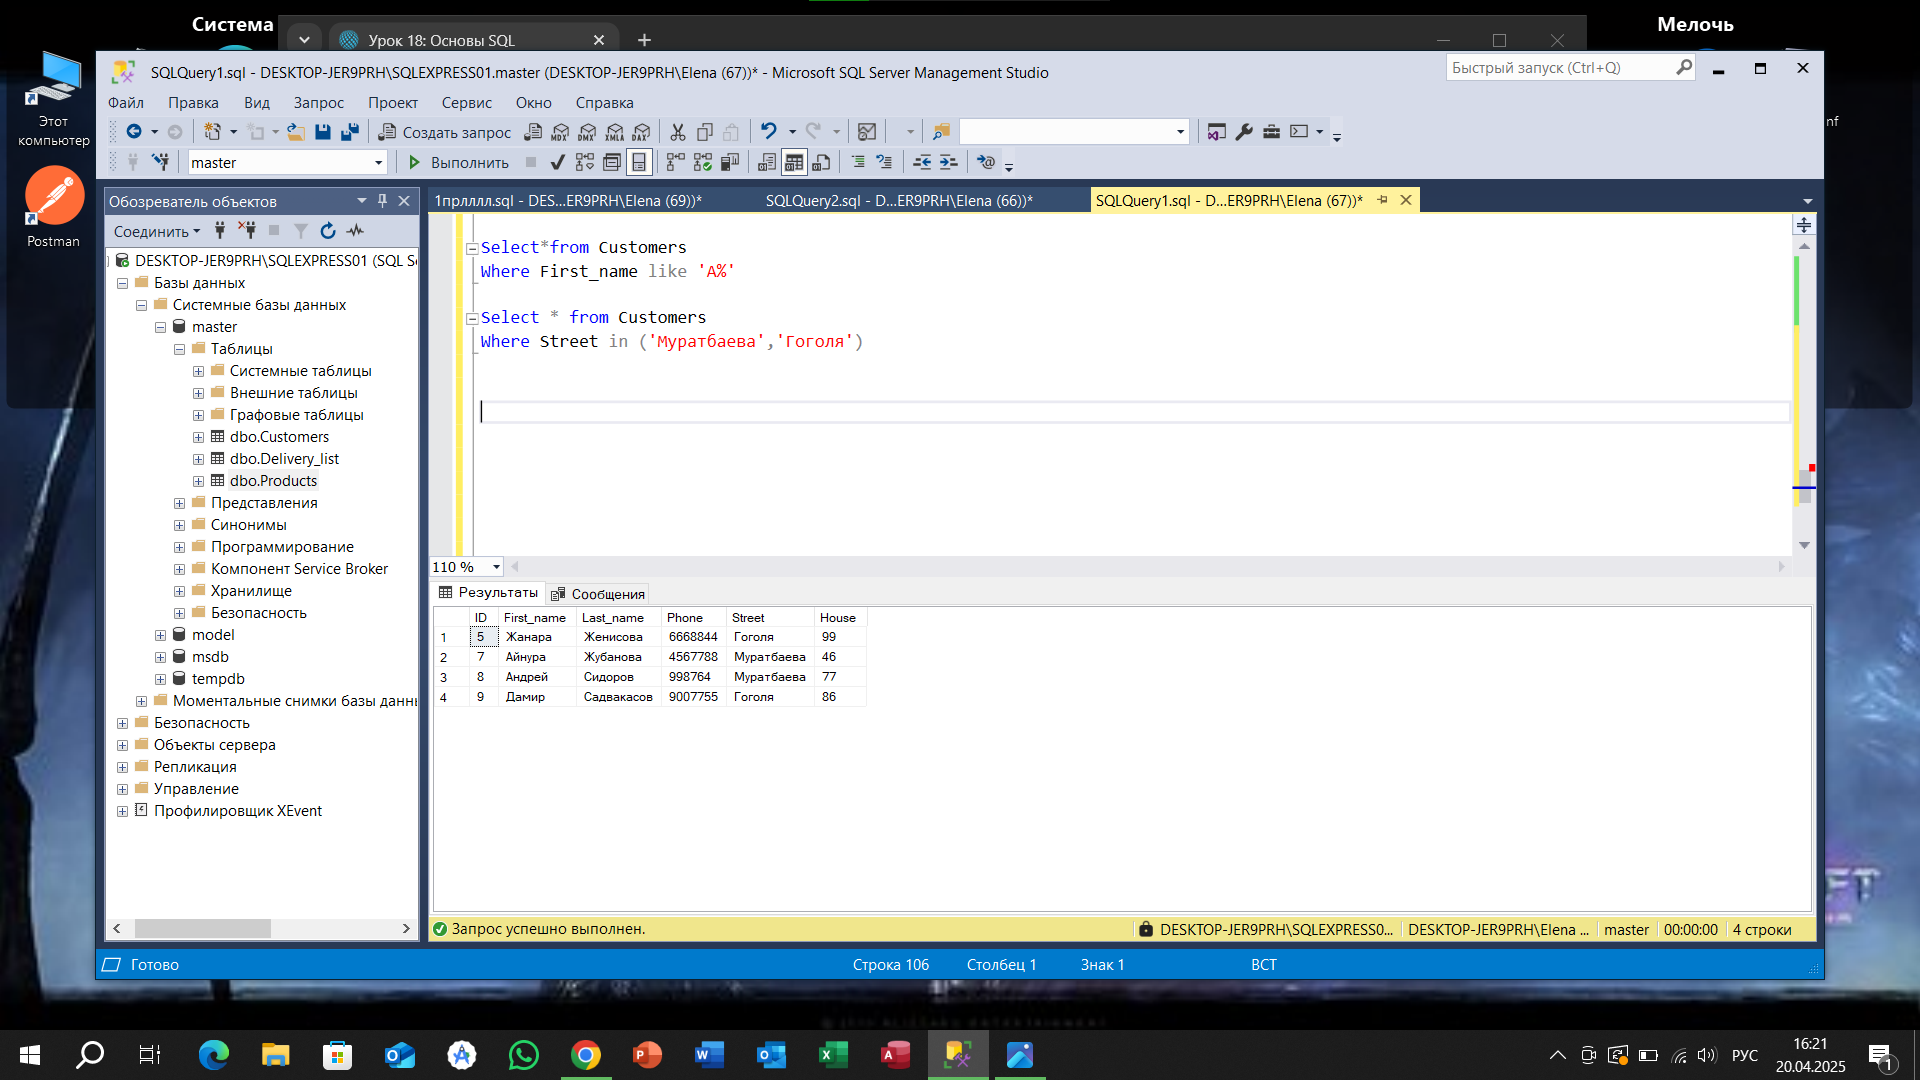 Система
Мелочь
Урок 18: Основы SQL
SQLQuery1.sql - DESKTOP-JER9PRH\SQLEXPRESS01.master (DESKTOP-JER9PRH\Elena (67))* - Microsoft SQL Server Management Studio
Быстрый запуск (Ctrl+Q)
Файл Правка Вид Запрос Проект Сервис Окно Справка
Создать запрос MDX DMX XMLA DAX
master Выполнить
Этот
компьютер
Postman
nf
Обозреватель объектов
Соединить
DESKTOP-JER9PRH\SQLEXPRESS01 (SQL S
Базы данных
Системные базы данных
master
Таблицы
Системные таблицы
Внешние таблицы
Графовые таблицы
dbo.Customers
dbo.Delivery_list
dbo.Products
Представления
Синонимы
Программирование
Компонент Service Broker
Хранилище
Безопасность
model
msdb
tempdb
Моментальные снимки базы данн
Безопасность
Объекты сервера
Репликация
Управление
Профилировщик XEvent
1прлллл.sql - DES...ER9PRH\Elena (69))* SQLQuery2.sql - D...ER9PRH\Elena (66))* SQLQuery1.sql - D...ER9PRH\Elena (67))*
Select*from Customers
Where First_name like 'А%'
Select * from Customers
Where Street in ('Муратбаева','Гоголя')
110 %
Результаты Сообщения
ID First_name Last_name Phone Street House
1 5 Жанара Женисова 6668844 Гоголя 99
2 7 Айнура Жубанова 4567788 Муратбаева 46
3 8 Андрей Сидоров 998764 Муратбаева 77
4 9 Дамир Садвакасов 9007755 Гоголя 86
Запрос успешно выполнен. DESKTOP-JER9PRH\SQLEXPRESS0... DESKTOP-JER9PRH\Elena ... master 00:00:00 4 строки
Готово Строка 106 Столбец 1 Знак 1 ВСТ
РУС
16:21
20.04.2025
1